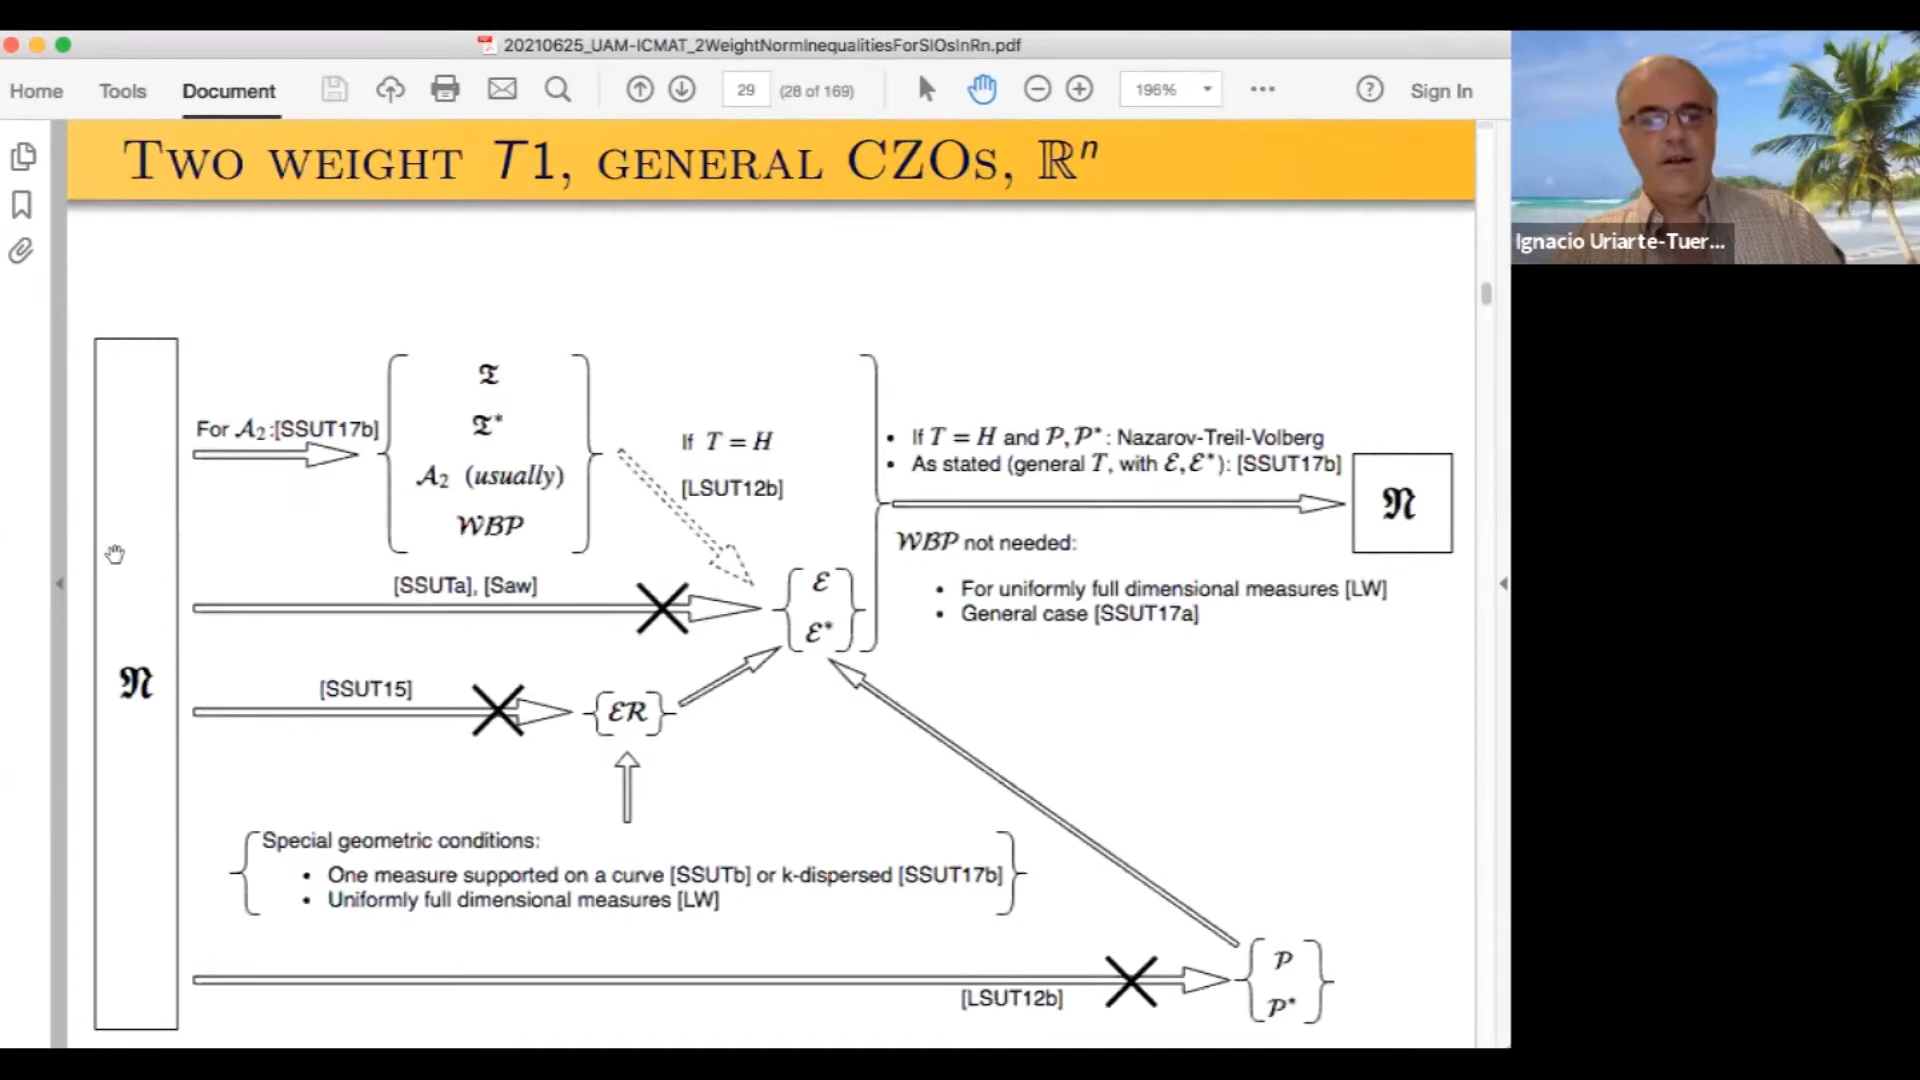 20210625_UAM-ICMAT_2WeightNormInequalitiesForSIOsInRn.pdf
Home Tools Document 29 (28 of 169) 196% Sign In
TWO WEIGHT T1, GENERAL CZOS, ℝⁿ
Ignacio Uriarte-Tuer...
For 𝒜₂:[SSUT17b]
𝔗
𝔗*
𝒜₂ (usually)
𝒲ℬ𝒫
If T = H
[LSUT12b]
• If T = H and 𝒫, 𝒫*: Nazarov-Treil-Volberg
• As stated (general T, with ℰ, ℰ*): [SSUT17b]
𝔑
𝒲ℬ𝒫 not needed:
• For uniformly full dimensional measures [LW]
• General case [SSUT17a]
[SSUTa], [Saw]
ℰ
ℰ*
𝔑
[SSUT15]
ℰℛ
Special geometric conditions:
• One measure supported on a curve [SSUTb] or k-dispersed [SSUT17b]
• Uniformly full dimensional measures [LW]
[LSUT12b]
𝒫
𝒫*